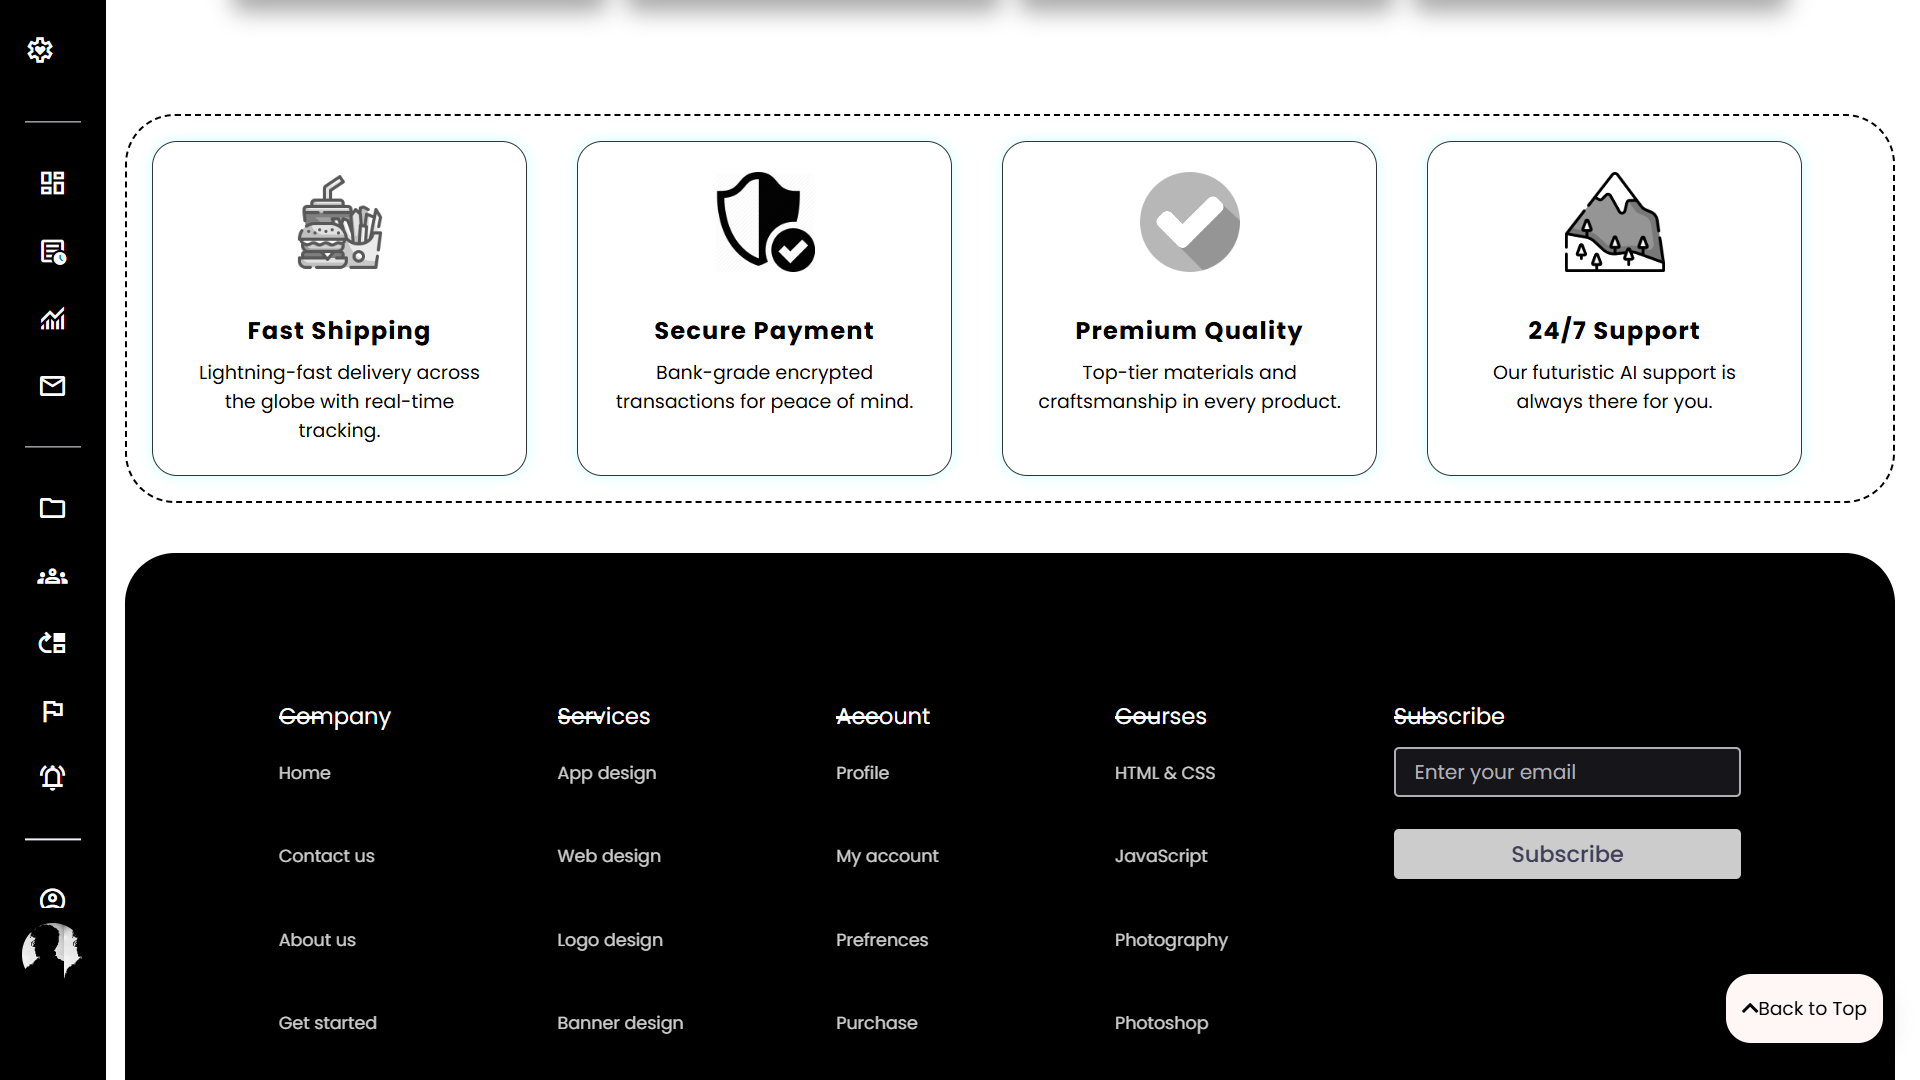 Fast Shipping
Lightning-fast delivery across
the globe with real-time
tracking.
Secure Payment
Bank-grade encrypted
transactions for peace of mind.
Premium Quality
Top-tier materials and
craftsmanship in every product.
24/7 Support
Our futuristic AI support is
always there for you.
Company
Home
Contact us
About us
Get started
Services
App design
Web design
Logo design
Banner design
Account
Profile
My account
Prefrences
Purchase
Courses
HTML & CSS
JavaScript
Photography
Photoshop
Subscribe
Enter your email
Subscribe
Back to Top